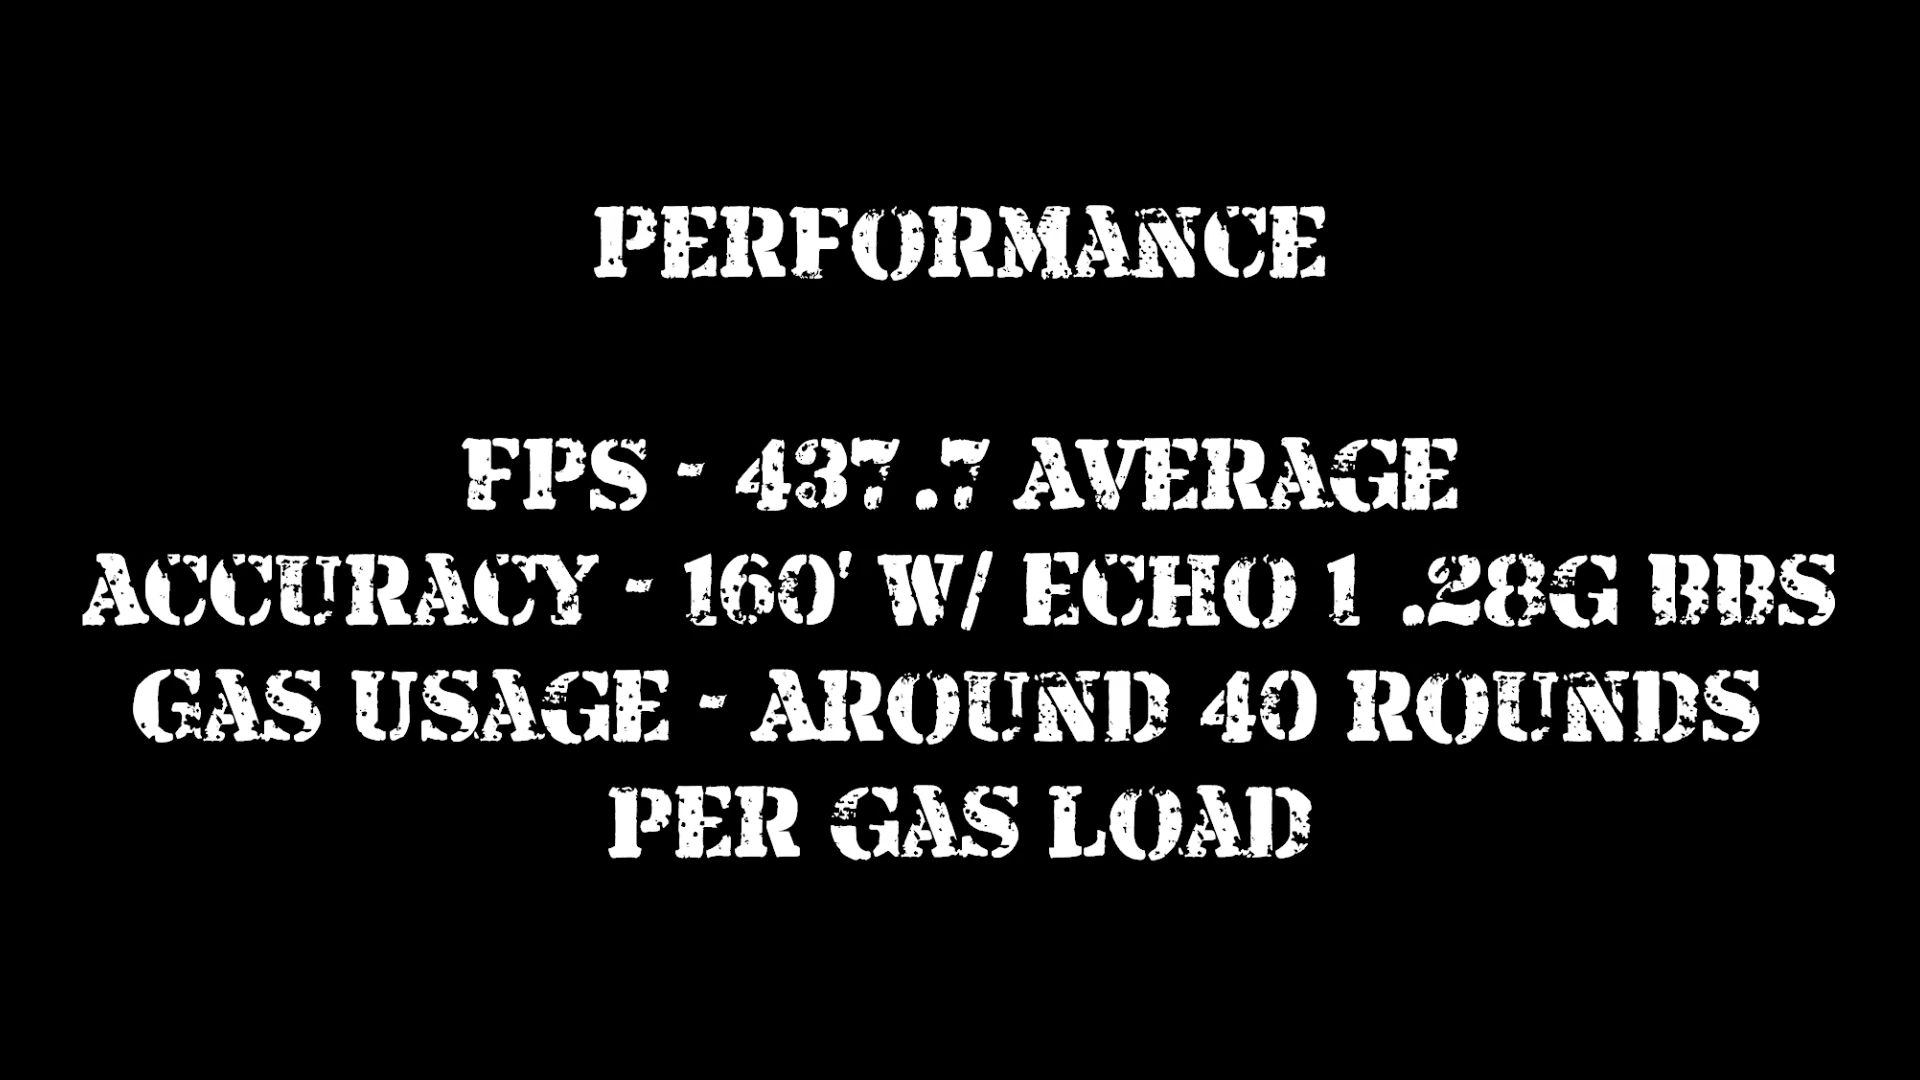 PERFORMANCE
FPS - 437.7 AVERAGE
ACCURACY - 160' W/ ECHO 1 .28G BBS
GAS USAGE - AROUND 40 ROUNDS
PER GAS LOAD